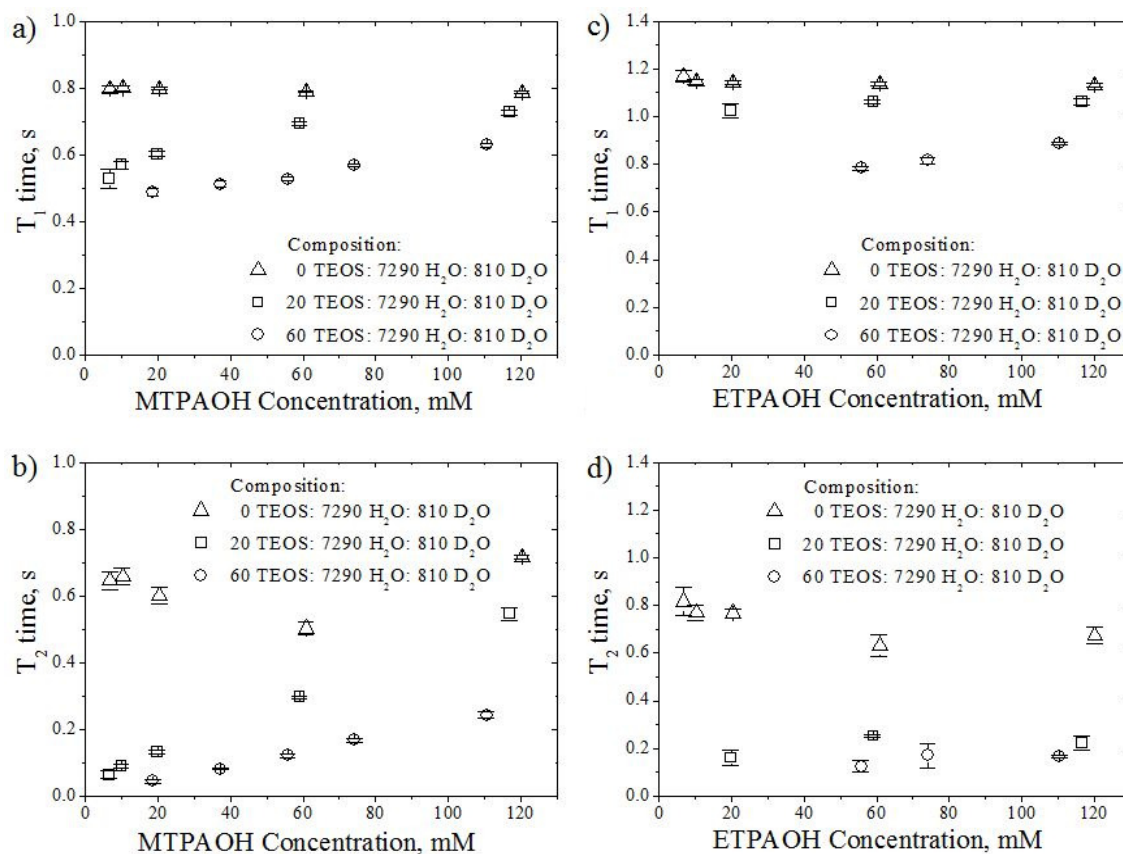 a)
1.0
0.8
0.6
0.4
0.2
0.0
T₁ time, s
Composition:
0 TEOS: 7290 H₂O: 810 D₂O
20 TEOS: 7290 H₂O: 810 D₂O
60 TEOS: 7290 H₂O: 810 D₂O
0 20 40 60 80 100 120
MTPAOH Concentration, mM
c)
1.4
1.2
1.0
0.8
0.6
0.4
0.2
0.0
T₁ time, s
Composition:
0 TEOS: 7290 H₂O: 810 D₂O
20 TEOS: 7290 H₂O: 810 D₂O
60 TEOS: 7290 H₂O: 810 D₂O
0 20 40 60 80 100 120
ETPAOH Concentration, mM
b)
1.0
0.8
0.6
0.4
0.2
0.0
T₂ time, s
Composition:
0 TEOS: 7290 H₂O: 810 D₂O
20 TEOS: 7290 H₂O: 810 D₂O
60 TEOS: 7290 H₂O: 810 D₂O
0 20 40 60 80 100 120
MTPAOH Concentration, mM
d)
1.4
1.2
1.0
0.8
0.6
0.4
0.2
0.0
T₂ time, s
Composition:
0 TEOS: 7290 H₂O: 810 D₂O
20 TEOS: 7290 H₂O: 810 D₂O
60 TEOS: 7290 H₂O: 810 D₂O
0 20 40 60 80 100 120
ETPAOH Concentration, mM